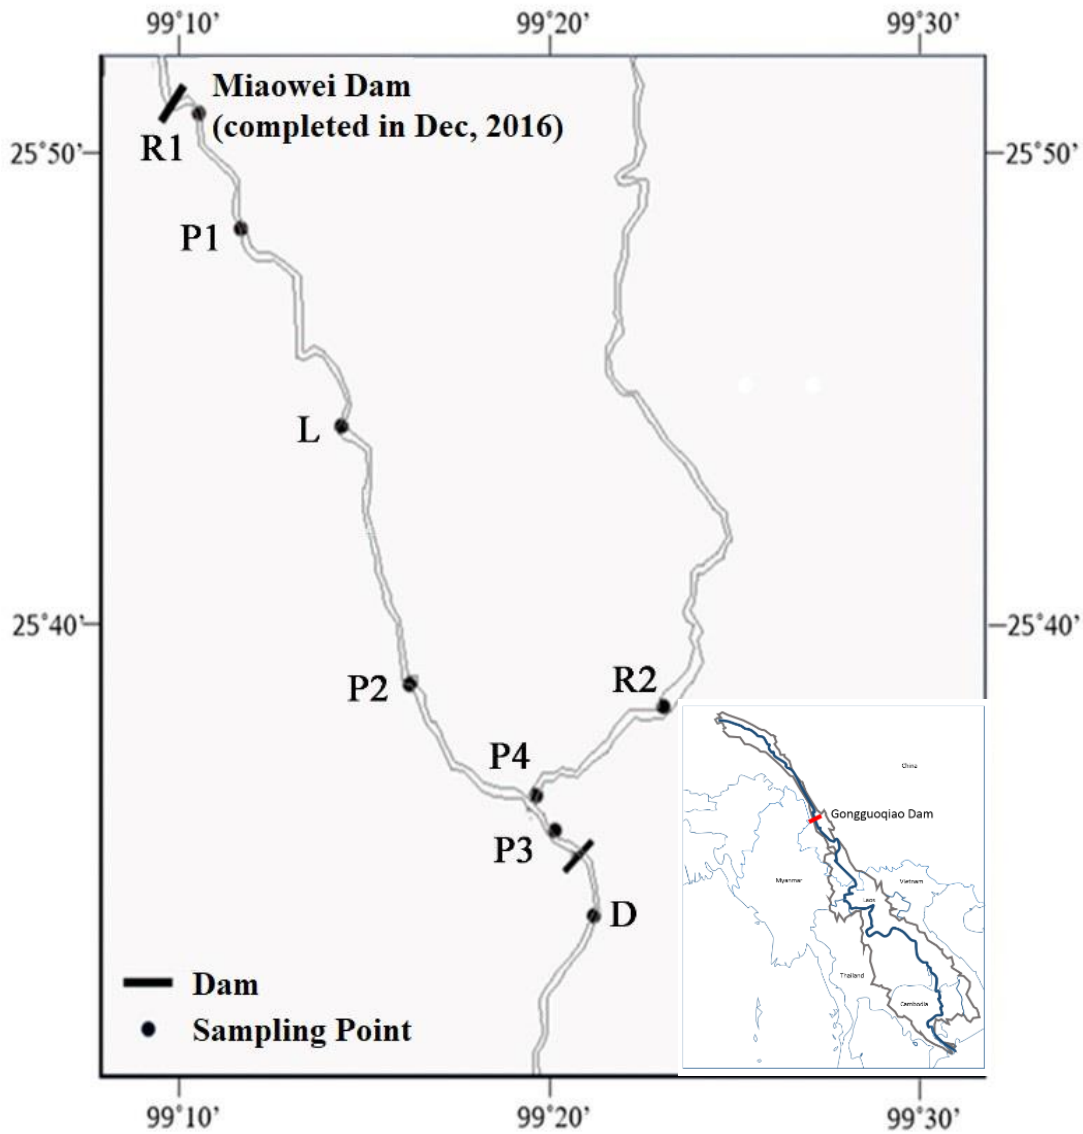 99°10’ 99°20’ 99°30’
Miaowei Dam
(completed in Dec, 2016)
R1
25°50’ 25°50’
P1
L
25°40’ 25°40’
P2
R2
P4
P3
D
Dam
Sampling Point
China
Gongguoqiao Dam
Myanmar
Vietnam
Laos
Thailand
Cambodia
99°10’ 99°20’ 99°30’